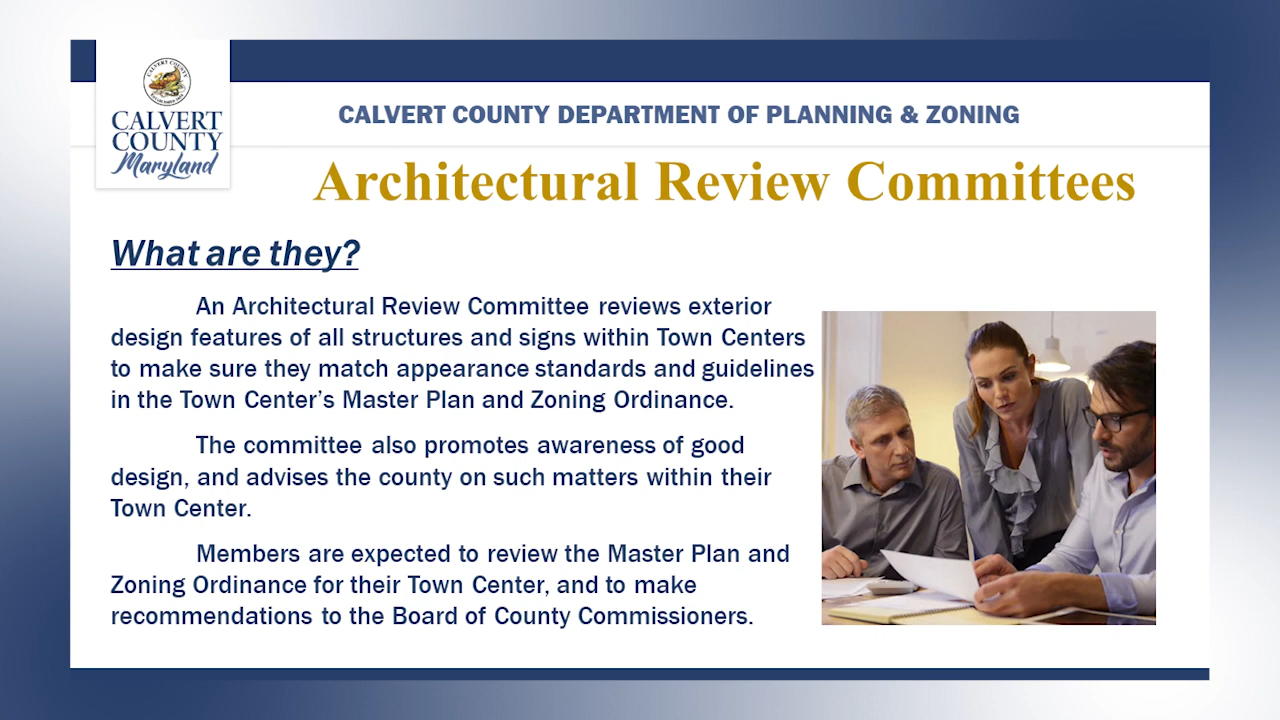 CALVERT COUNTY
CALVERT
COUNTY
Maryland
CALVERT COUNTY DEPARTMENT OF PLANNING & ZONING
Architectural Review Committees
What are they?
An Architectural Review Committee reviews exterior
design features of all structures and signs within Town Centers
to make sure they match appearance standards and guidelines
in the Town Center's Master Plan and Zoning Ordinance.
The committee also promotes awareness of good
design, and advises the county on such matters within their
Town Center.
Members are expected to review the Master Plan and
Zoning Ordinance for their Town Center, and to make
recommendations to the Board of County Commissioners.